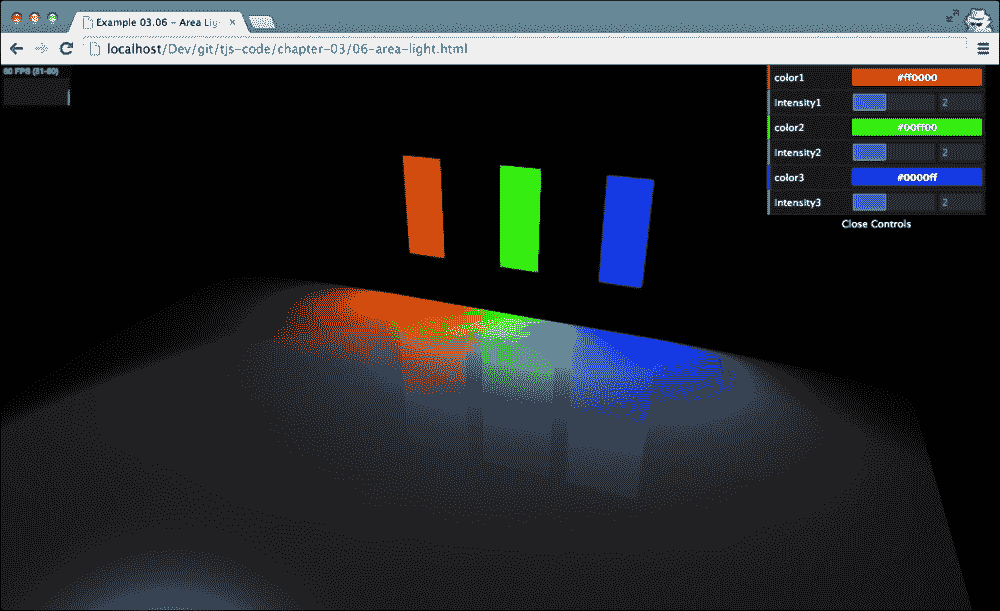 Example 03.06 - Area Lig
localhost/Dev/git/tjs-code/chapter-03/06-area-light.html
60 FPS (31-60)
color1 #ff0000
Intensity1 2
color2 #00ff00
Intensity2 2
color3 #0000ff
Intensity3 2
Close Controls